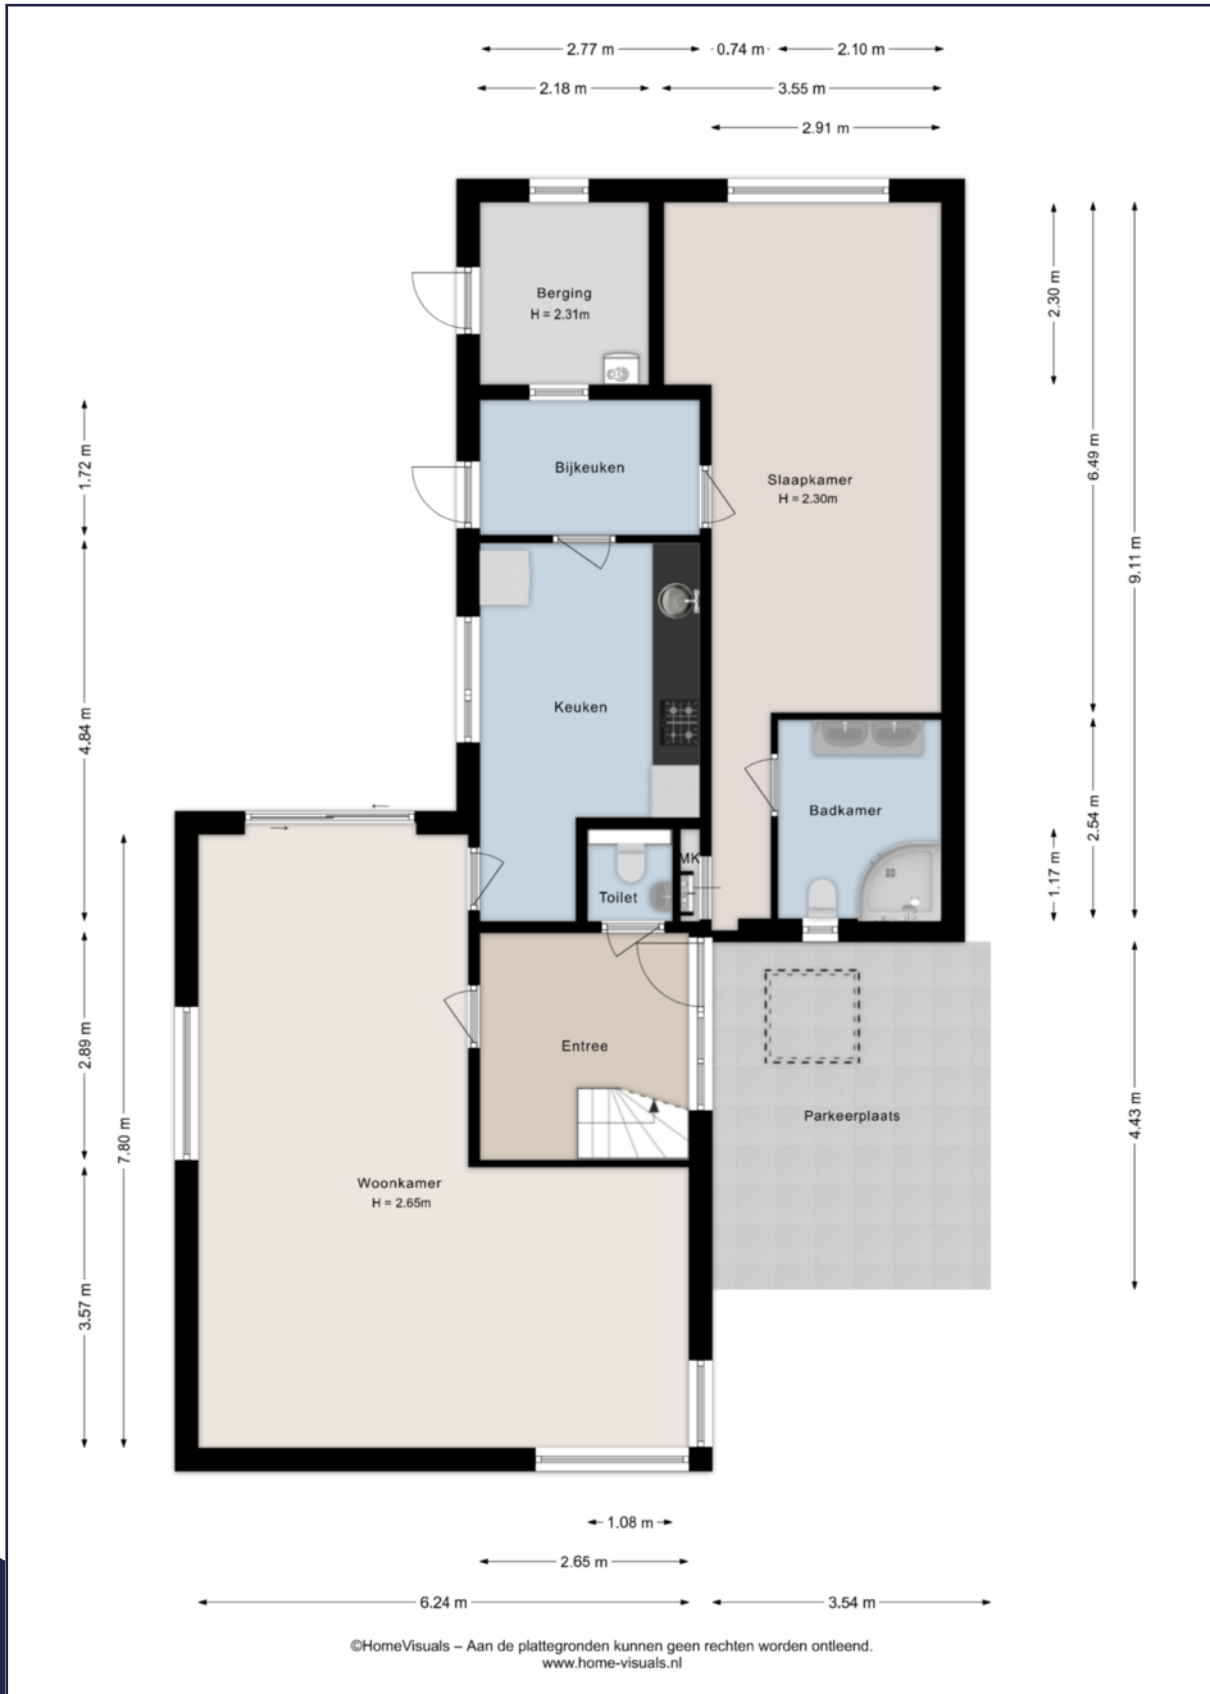 2.77 m 0.74 m 2.10 m
2.18 m 3.55 m
2.91 m
Berging
H = 2.31m
2.30 m
1.72 m
Bijkeuken
Slaapkamer
H = 2.30m
6.49 m
9.11 m
4.84 m
Keuken
Badkamer
2.54 m
MK
1.17 m
Toilet
2.89 m
Entree
7.80 m
Parkeerplaats
4.43 m
Woonkamer
H = 2.65m
3.57 m
1.08 m
2.65 m
6.24 m 3.54 m
©HomeVisuals – Aan de plattegronden kunnen geen rechten worden ontleend.
www.home-visuals.nl